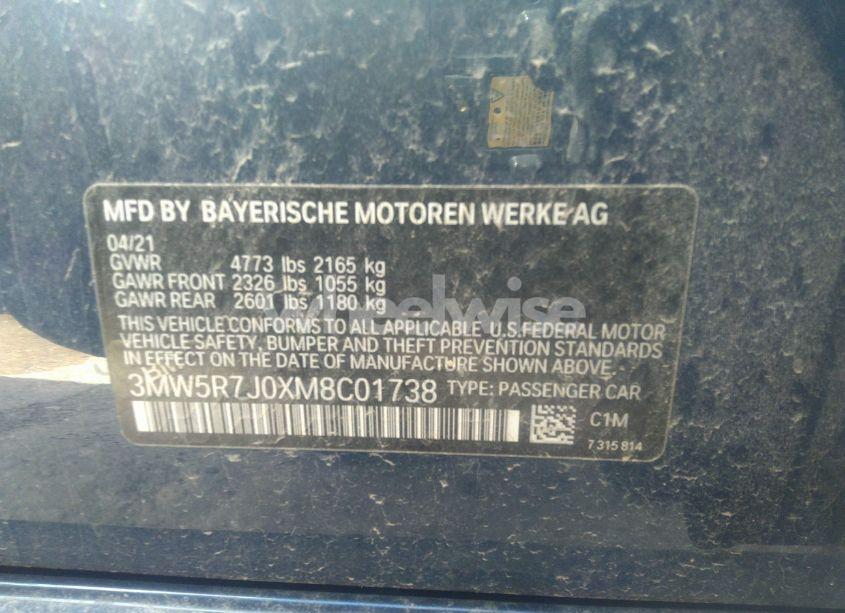 MFD BY BAYERISCHE MOTOREN WERKE AG
04/21
GVWR 4773 lbs 2165 kg
GAWR FRONT 2326 lbs 1055 kg
GAWR REAR 2601 lbs 1180 kg
wheelwise
THIS VEHICLE CONFORMS TO ALL APPLICABLE U.S.FEDERAL MOTOR
VEHICLE SAFETY, BUMPER AND THEFT PREVENTION STANDARDS
IN EFFECT ON THE DATE OF MANUFACTURE SHOWN ABOVE.
3MW5R7J0XM8C01738 TYPE: PASSENGER CAR
C1M
7 315 814